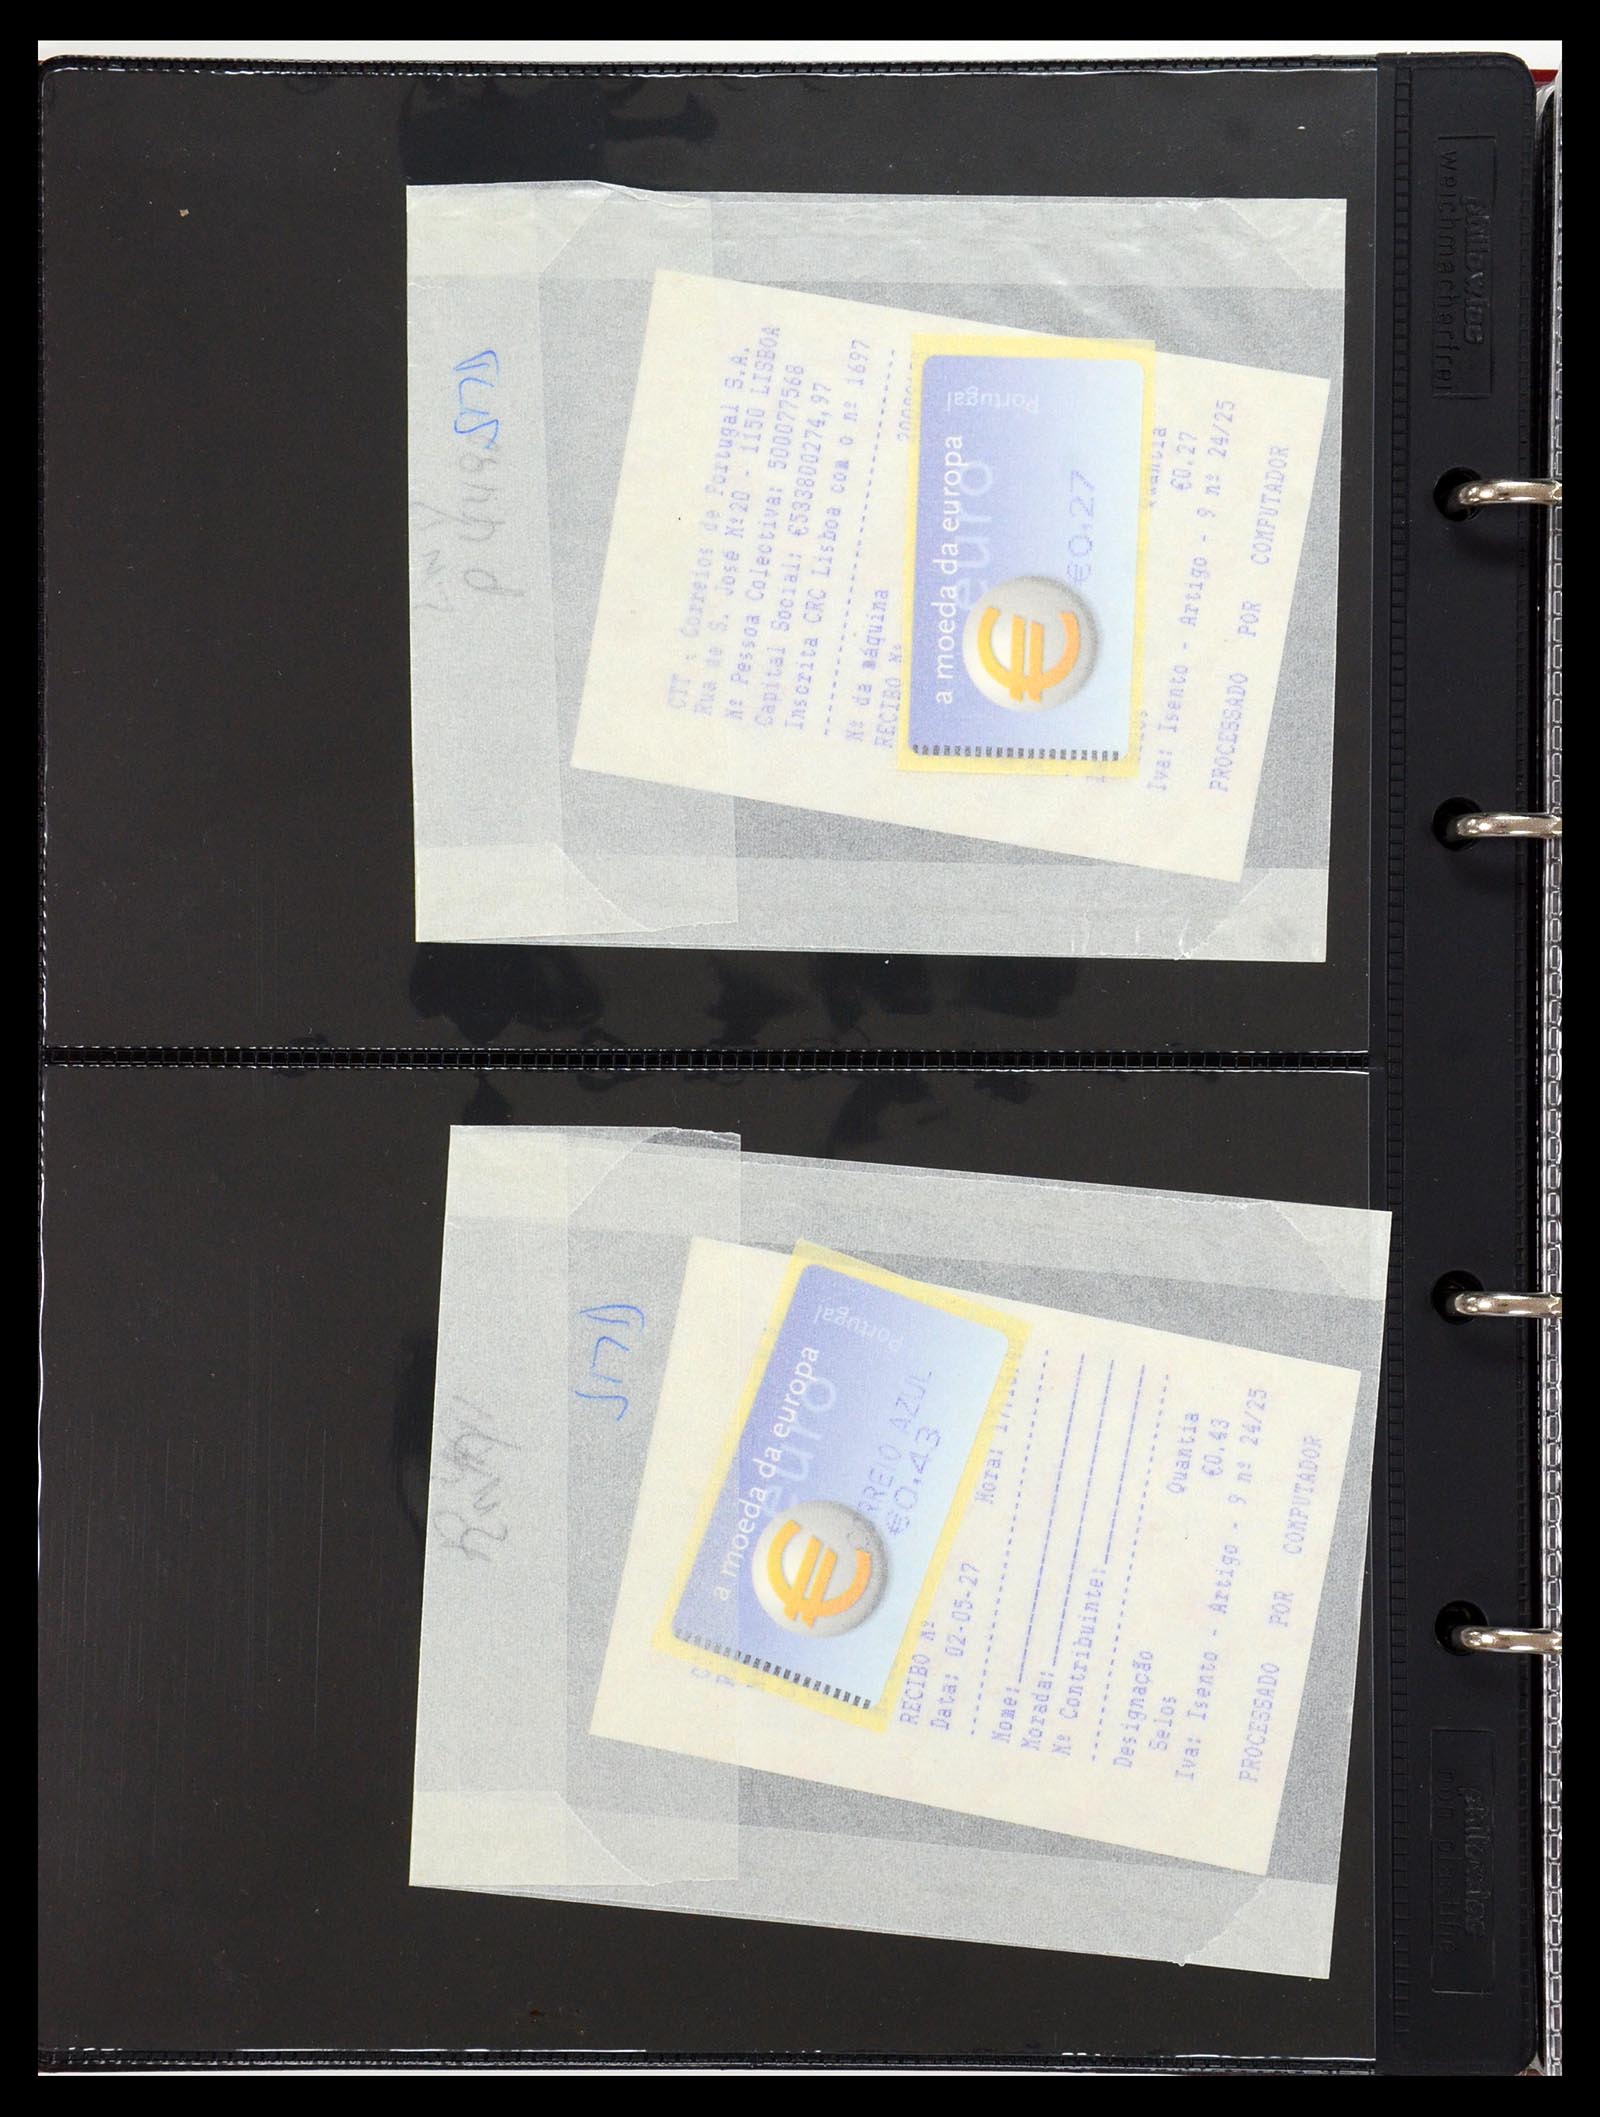 CTT - Correios de Portugal S.A.
Rua de S. José Nº20 - 1150 LISBOA
Nº Pessoa Colectiva: 500077568
Capital Social: €533800274,97
Inscrita CRC Lisboa com o nº 1697
Nº da Máquina
RECIBO Nº
Portugal
a moeda da europa
euro
€0.27
€0.27
Iva: Isento - Artigo - 9 nº 24/25
PROCESSADO POR COMPUTADOR
Portugal
a moeda da europa
euro
AZUL
€0.43
RECIBO Nº
Data: 02-05-27 Hora:
Nome:
Morada:
Nº Contribuinte:
Designação Quantia
Selos €0.43
Iva: Isento - Artigo - 9 nº 24/25
PROCESSADO POR COMPUTADOR
philawloe
weichmacherfrei